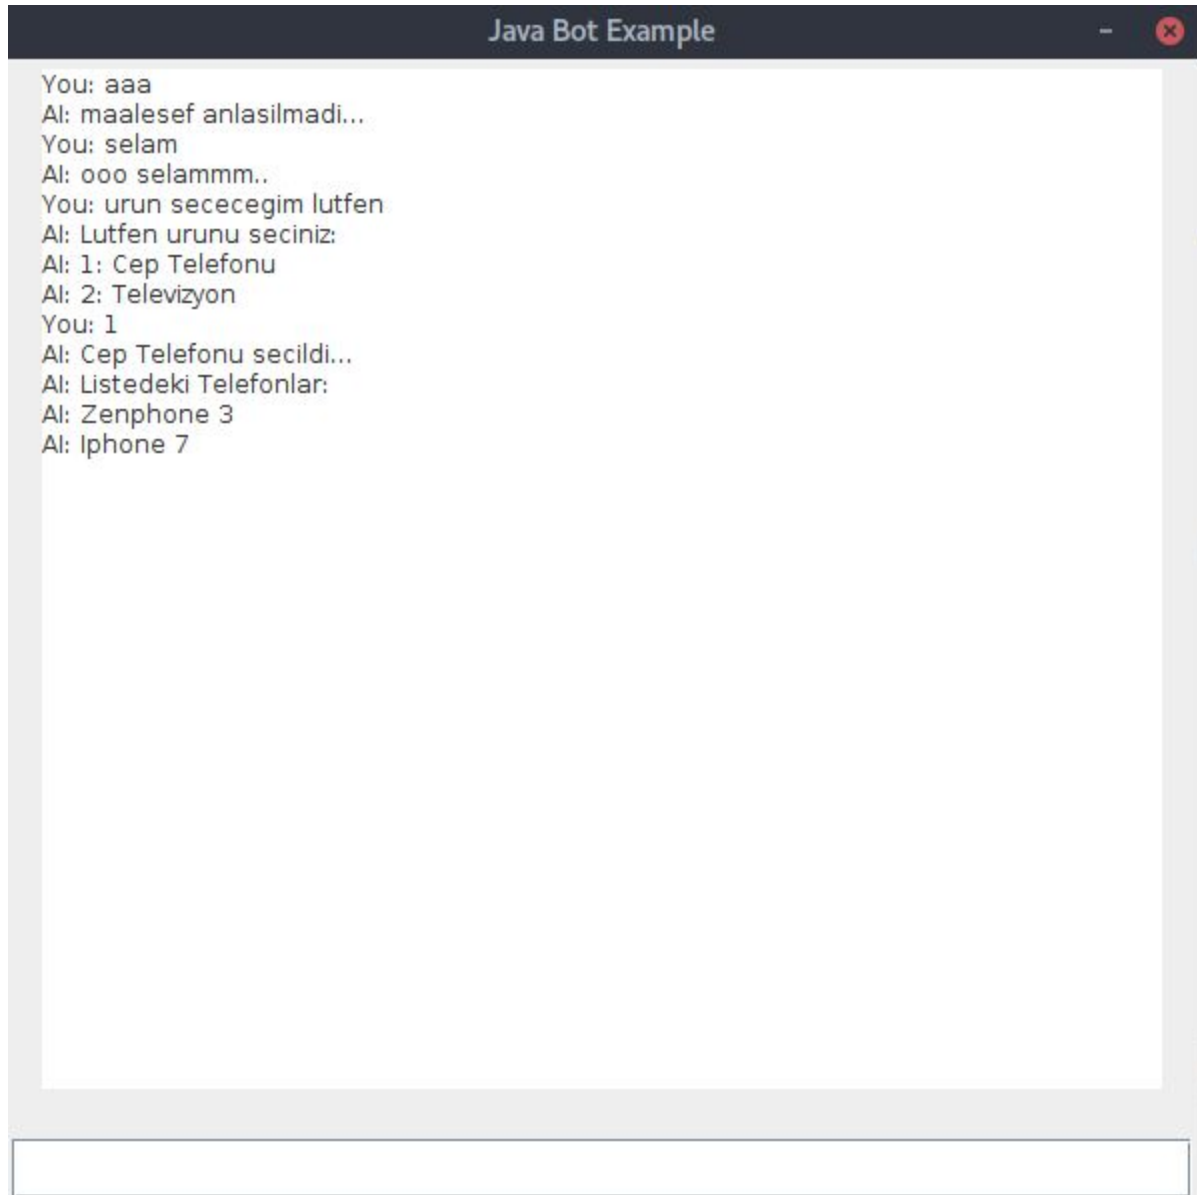 Java Bot Example
You: aaa
AI: maalesef anlasilmadi...
You: selam
AI: ooo selammm..
You: urun sececegim lutfen
AI: Lutfen urunu seciniz:
AI: 1: Cep Telefonu
AI: 2: Televizyon
You: 1
AI: Cep Telefonu secildi...
AI: Listedeki Telefonlar:
AI: Zenphone 3
AI: Iphone 7